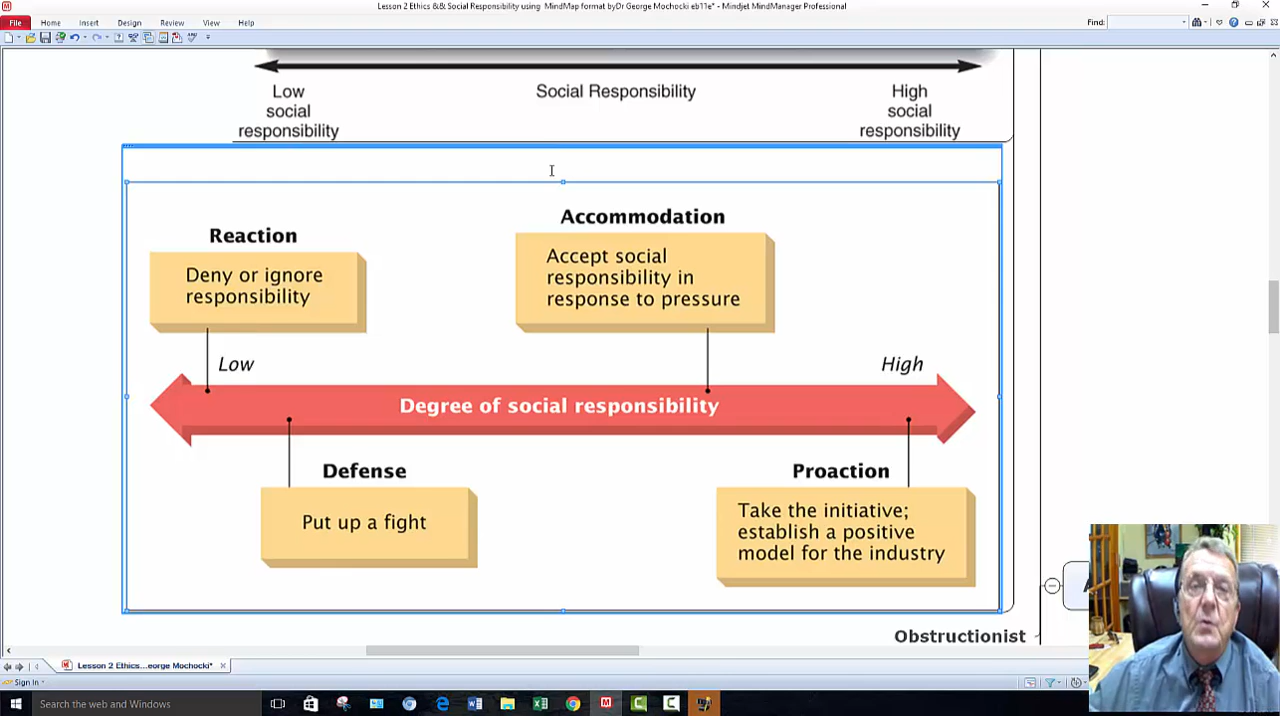 Lesson 2 Ethics && Social Responsibility using MindMap format byDr George Mochocki eb11e* - Mindjet MindManager Professional
File Home Insert Design Review View Help
Find:
Low
social
responsibility
Social Responsibility
High
social
responsibility
Reaction
Deny or ignore
responsibility
Accommodation
Accept social
responsibility in
response to pressure
Low
High
Degree of social responsibility
Defense
Put up a fight
Proaction
Take the initiative;
establish a positive
model for the industry
Obstructionist
Lesson 2 Ethics...eorge Mochocki*
Sign In
Search the web and Windows